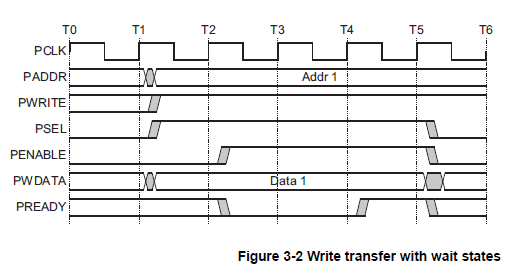 T0 T1 T2 T3 T4 T5 T6
PCLK
PADDR Addr 1
PWRITE
PSEL
PENABLE
PWDATA Data 1
PREADY
Figure 3-2 Write transfer with wait states